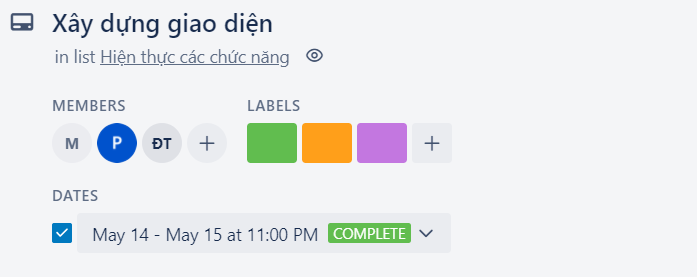 Xây dựng giao diện
in list Hiện thực các chức năng
MEMBERS LABELS
M P ĐT
DATES
May 14 - May 15 at 11:00 PM COMPLETE